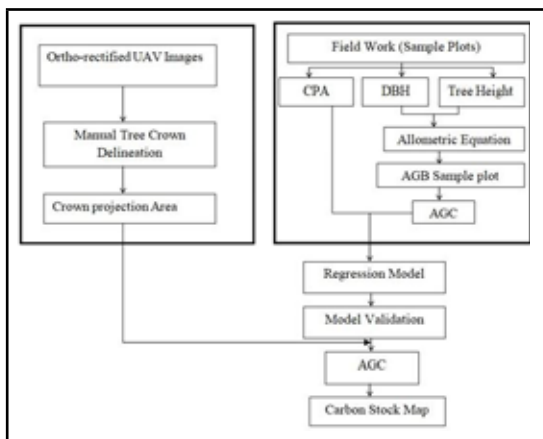 Ortho-rectified UAV Images
Manual Tree Crown
Delineation
Crown projection Area
Field Work (Sample Plots)
CPA
DBH
Tree Height
Allometric Equation
AGB Sample plot
AGC
Regression Model
Model Validation
AGC
Carbon Stock Map